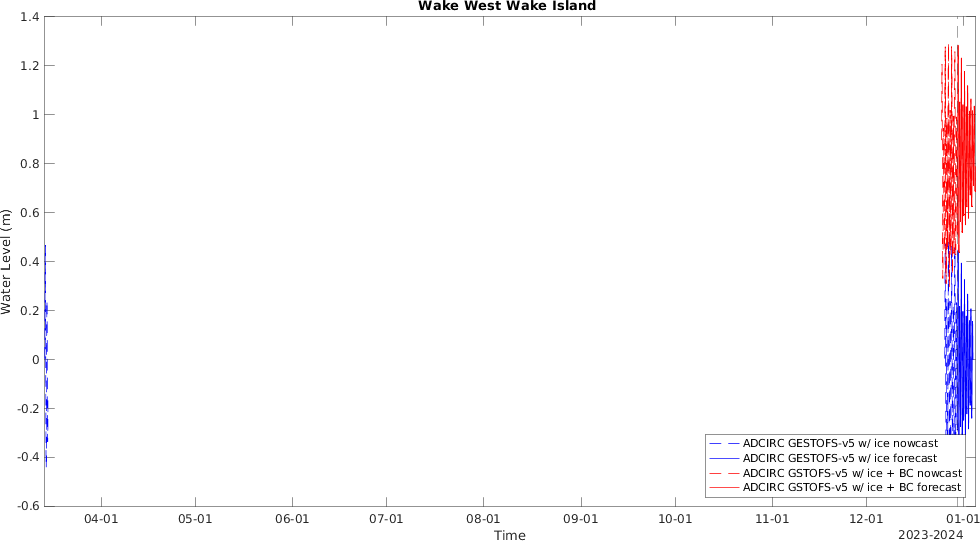 Wake West Wake Island
1.4
1.2
1
0.8
0.6
0.4
0.2
0
-0.2
-0.4
-0.6
Water Level (m)
ADCIRC GESTOFS-v5 w/ ice nowcast
ADCIRC GESTOFS-v5 w/ ice forecast
ADCIRC GSTOFS-v5 w/ ice + BC nowcast
ADCIRC GSTOFS-v5 w/ ice + BC forecast
04-01 05-01 06-01 07-01 08-01 09-01 10-01 11-01 12-01 01-01
Time
2023-2024